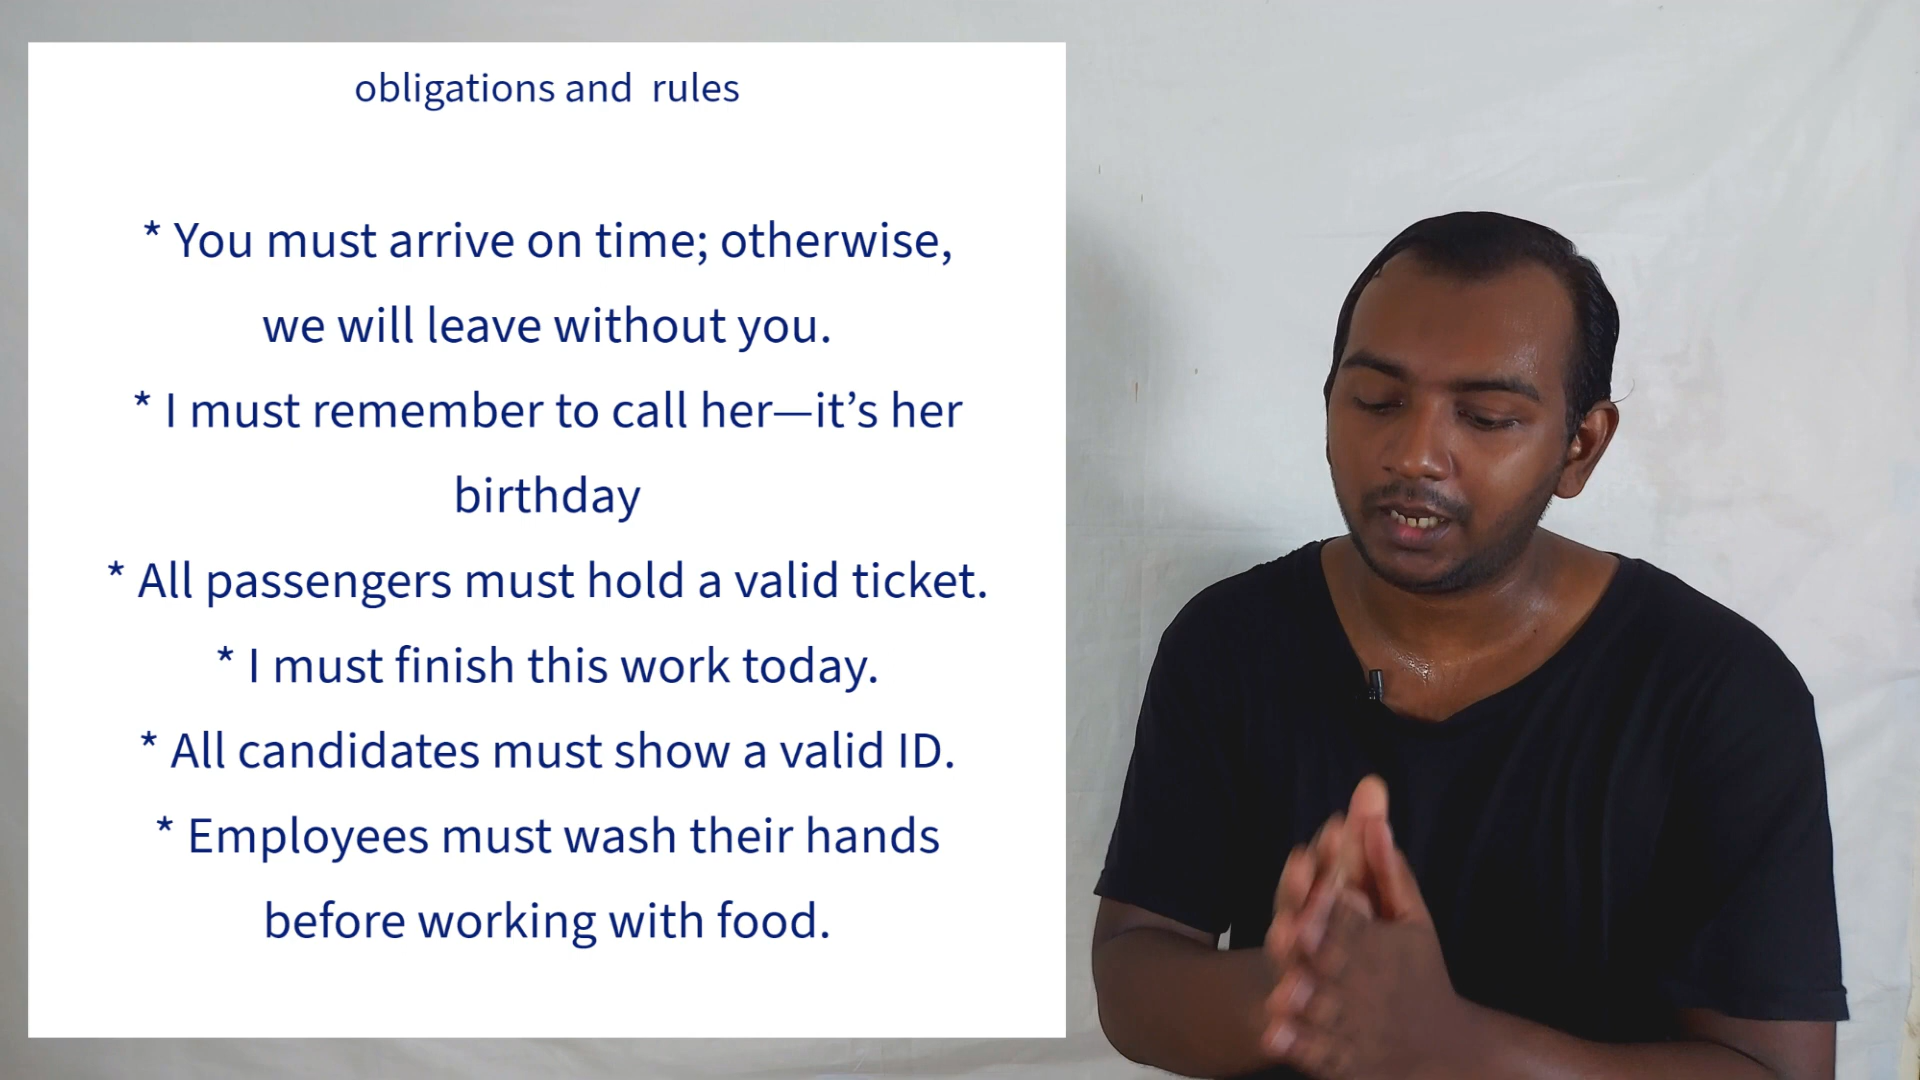 obligations and rules
* You must arrive on time; otherwise,
we will leave without you.
* I must remember to call her—it’s her
birthday
* All passengers must hold a valid ticket.
* I must finish this work today.
* All candidates must show a valid ID.
* Employees must wash their hands
before working with food.